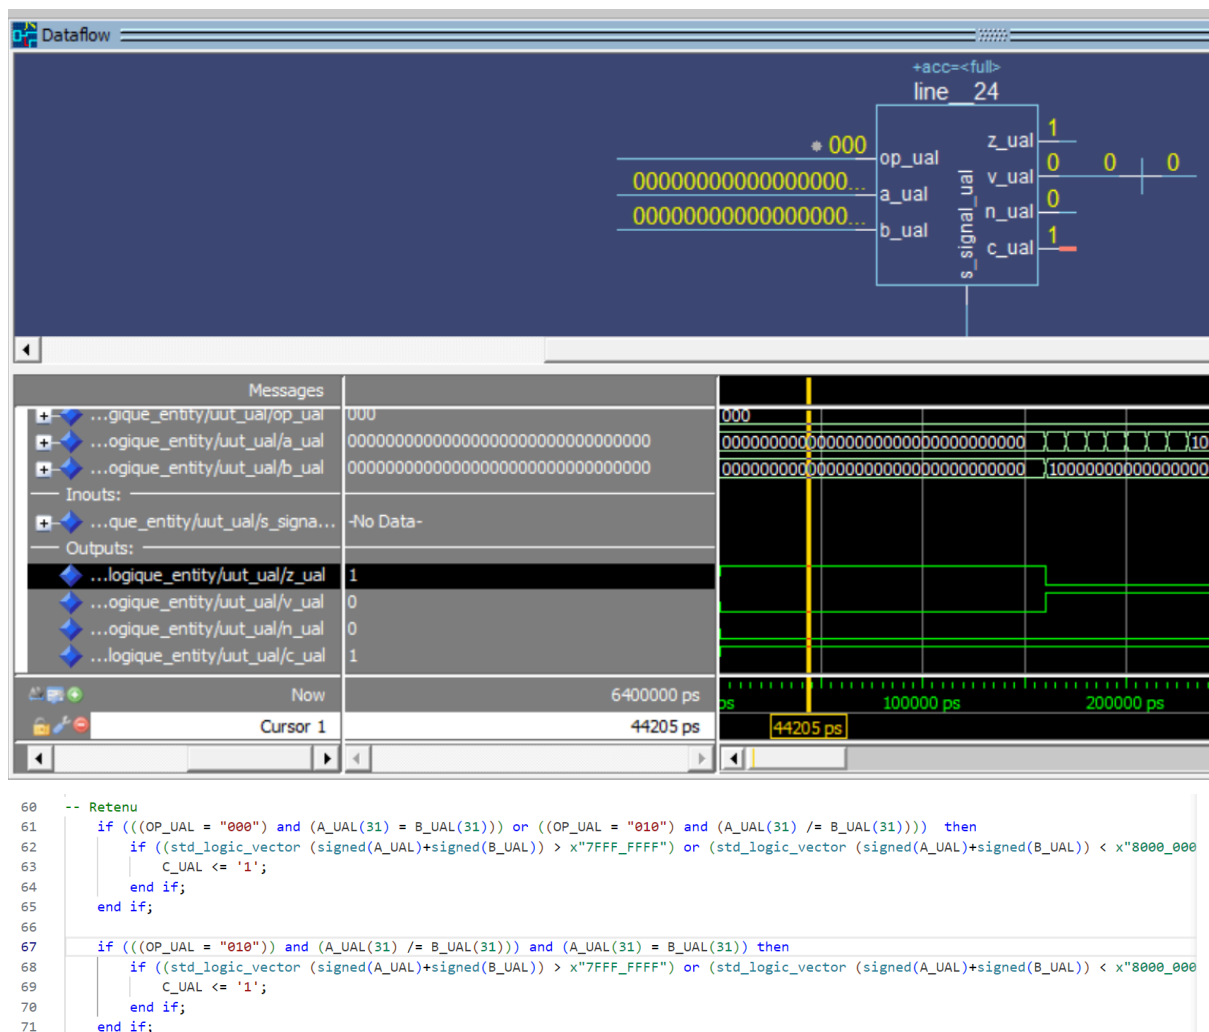 Dataflow
+acc=<full>
line__24
000
op_ual
z_ual
1
00000000000000000...
a_ual
v_ual
0
0
0
00000000000000000...
b_ual
n_ual
0
s_signal_ual
c_ual
1
Messages
...gique_entity/uut_ual/op_ual 000 000
...ogique_entity/uut_ual/a_ual 00000000000000000000000000000000 00000000000000000000000000000000 10
...ogique_entity/uut_ual/b_ual 00000000000000000000000000000000 00000000000000000000000000000000 10000000000000000
Inouts:
...que_entity/uut_ual/s_signa... -No Data-
Outputs:
...logique_entity/uut_ual/z_ual 1
...ogique_entity/uut_ual/v_ual 0
...ogique_entity/uut_ual/n_ual 0
...logique_entity/uut_ual/c_ual 1
Now 6400000 ps ps 100000 ps 200000 ps
Cursor 1 44205 ps 44205 ps
60 -- Retenu
61 if (((OP_UAL = "000") and (A_UAL(31) = B_UAL(31))) or ((OP_UAL = "010") and (A_UAL(31) /= B_UAL(31)))) then
62 if ((std_logic_vector (signed(A_UAL)+signed(B_UAL)) > x"7FFF_FFFF") or (std_logic_vector (signed(A_UAL)+signed(B_UAL)) < x"8000_000
63 C_UAL <= '1';
64 end if;
65 end if;
66
67 if (((OP_UAL = "010")) and (A_UAL(31) /= B_UAL(31))) and (A_UAL(31) = B_UAL(31)) then
68 if ((std_logic_vector (signed(A_UAL)+signed(B_UAL)) > x"7FFF_FFFF") or (std_logic_vector (signed(A_UAL)+signed(B_UAL)) < x"8000_000
69 C_UAL <= '1';
70 end if;
71 end if;